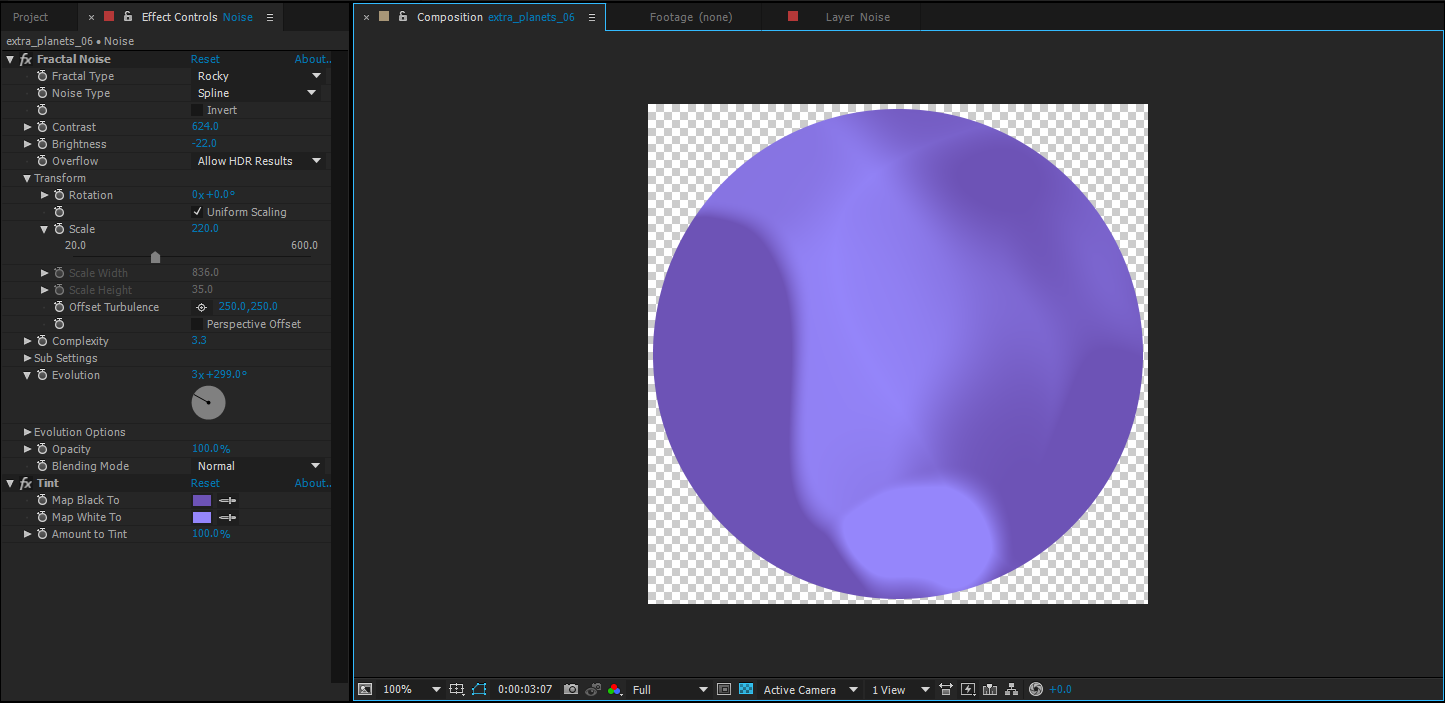 Project × Effect Controls Noise Composition extra_planets_06 Footage (none) Layer Noise
extra_planets_06 • Noise
fx Fractal Noise Reset About..
Fractal Type Rocky
Noise Type Spline
Invert
Contrast 624.0
Brightness -22.0
Overflow Allow HDR Results
Transform
Rotation 0x+0.0°
Uniform Scaling
Scale 220.0
20.0 600.0
Scale Width 836.0
Scale Height 35.0
Offset Turbulence 250.0,250.0
Perspective Offset
Complexity 3.3
Sub Settings
Evolution 3x+299.0°
Evolution Options
Opacity 100.0%
Blending Mode Normal
fx Tint Reset About..
Map Black To
Map White To
Amount to Tint 100.0%
100% 0:00:03:07 Full Active Camera 1 View +0.0